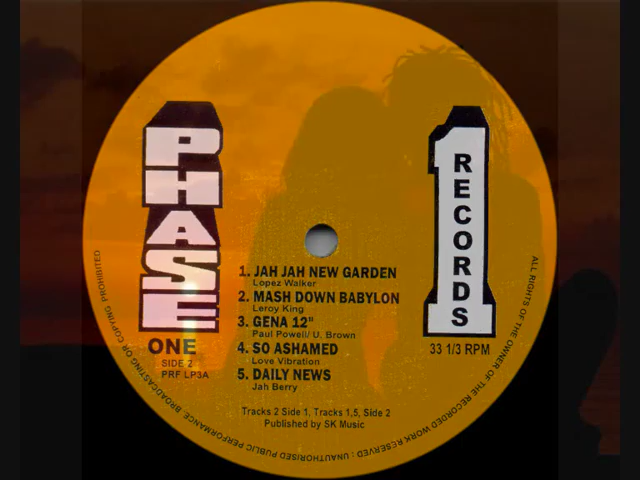 PHASE
ONE
SIDE 2
PRF LP3A
1 RECORDS
33 1/3 RPM
1. JAH JAH NEW GARDEN
Lopez Walker
2. MASH DOWN BABYLON
Leroy King
3. GENA 12"
Paul Powell/ U. Brown
4. SO ASHAMED
Love Vibration
5. DAILY NEWS
Jah Berry
Tracks 2 Side 1, Tracks 1,5, Side 2
Published by SK Music
ALL RIGHTS OF THE OWNER OF THE RECORDED WORK RESERVED : UNAUTHORISED PUBLIC PERFORMANCE BROADCASTING OR COPYING PROHIBITED